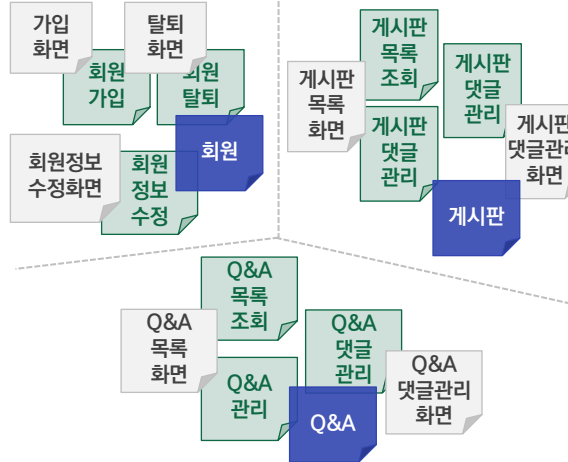 가입
화면
탈퇴
화면
회원
가입
회원
탈퇴
회원
회원정보
수정화면
회원
정보
수정
게시판
목록
조회
게시판
목록
화면
게시판
댓글
관리
게시판
댓글
관리
게시판
댓글관리
화면
게시판
Q&A
목록
조회
Q&A
목록
화면
Q&A
댓글
관리
Q&A
관리
Q&A
Q&A
댓글관리
화면